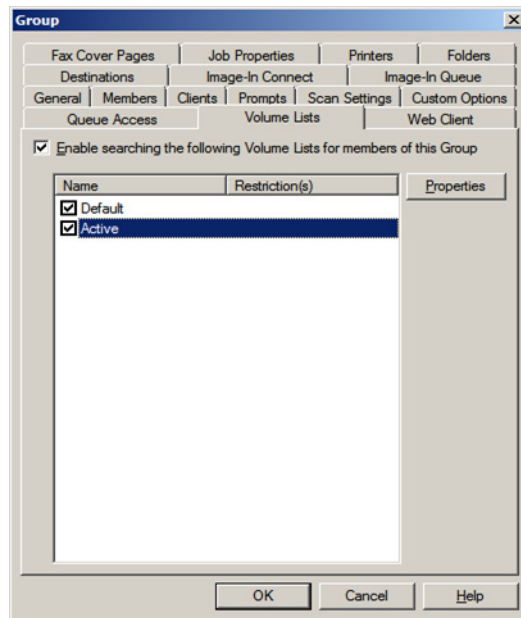 Group
Fax Cover Pages Job Properties Printers Folders
Destinations Image-In Connect Image-In Queue
General Members Clients Prompts Scan Settings Custom Options
Queue Access Volume Lists Web Client
Enable searching the following Volume Lists for members of this Group
Name Restriction(s) Properties
Default
Active
OK Cancel Help